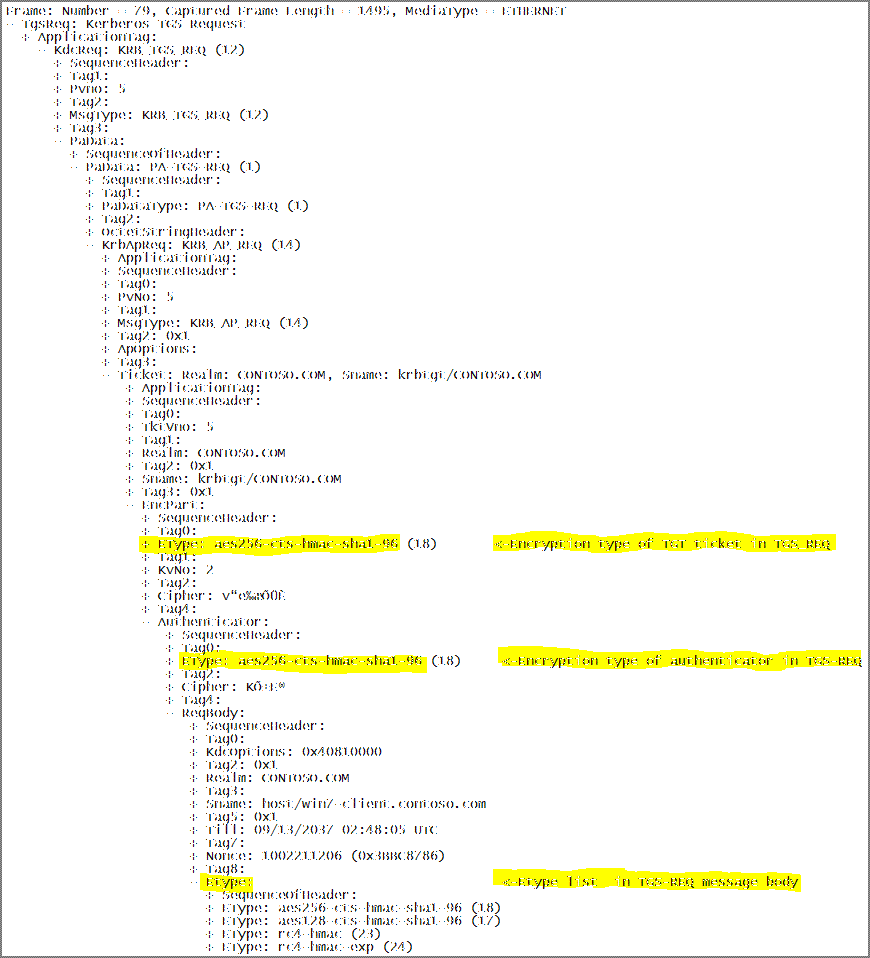 Frame: Number = 79, Captured Frame Length = 1495, MediaType = ETHERNET
- TgsReq: Kerberos TGS Request
+ ApplicationTag:
- KdcReq: KRB_TGS_REQ (12)
+ SequenceHeader:
+ Tag1:
+ Pvno: 5
+ Tag2:
+ MsgType: KRB_TGS_REQ (12)
+ Tag3:
- PaData:
+ SequenceOfHeader:
- PaData: PA-TGS-REQ (1)
+ SequenceHeader:
+ Tag1:
+ PaDataType: PA-TGS-REQ (1)
+ Tag2:
+ OctetStringHeader:
- KrbApReq: KRB_AP_REQ (14)
+ ApplicationTag:
+ SequenceHeader:
+ Tag0:
+ PvNo: 5
+ Tag1:
+ MsgType: KRB_AP_REQ (14)
+ Tag2: 0x1
+ ApOptions:
+ Tag3:
- Ticket: Realm: CONTOSO.COM, Sname: krbtgt/CONTOSO.COM
+ ApplicationTag:
+ SequenceHeader:
+ Tag0:
+ TktVno: 5
+ Tag1:
+ Realm: CONTOSO.COM
+ Tag2: 0x1
+ Sname: krbtgt/CONTOSO.COM
+ Tag3: 0x1
- EncPart:
+ SequenceHeader:
+ Tag0:
+ EType: aes256-cts-hmac-sha1-96 (18) <-Encryption type of TGT ticket in TGS_REQ
+ Tag1:
+ KvNo: 2
+ Tag2:
+ Cipher:
+ Tag4:
- Authenticator:
+ SequenceHeader:
+ Tag0:
+ EType: aes256-cts-hmac-sha1-96 (18) <-Encryption type of authenticator in TGS-REQ
+ Tag2:
+ Cipher:
+ Tag4:
- ReqBody:
+ SequenceHeader:
+ Tag0:
+ KdcOptions: 0x40810000
+ Tag2: 0x1
+ Realm: CONTOSO.COM
+ Tag3:
+ Sname: host/win7-client.contoso.com
+ Tag5: 0x1
+ Till: 09/13/2037 02:48:05 UTC
+ Tag7:
+ Nonce: 1002211206 (0x3BBC8786)
+ Tag8:
- Etype: <-Etype list in TGS-REQ message body
+ SequenceOfHeader:
+ EType: aes256-cts-hmac-sha1-96 (18)
+ EType: aes128-cts-hmac-sha1-96 (17)
+ EType: rc4-hmac (23)
+ EType: rc4-hmac-exp (24)